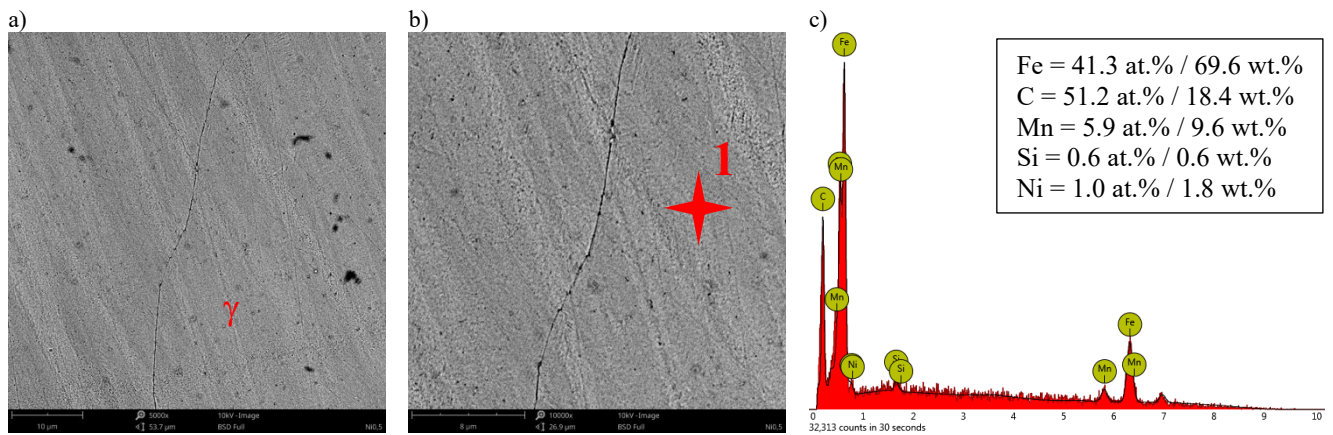 a)
b)
c)
γ
10 µm
5000x
53.7 µm
10kV - Image
BSD Full
Ni0,5
1
8 µm
10000x
26.9 µm
10kV - Image
BSD Full
Ni0,5
Fe
Mn
C
Mn
Ni
Si
Si
Mn
Fe
Mn
0 1 2 3 4 5 6 7 8 9 10
32,313 counts in 30 seconds
Fe = 41.3 at.% / 69.6 wt.%
C = 51.2 at.% / 18.4 wt.%
Mn = 5.9 at.% / 9.6 wt.%
Si = 0.6 at.% / 0.6 wt.%
Ni = 1.0 at.% / 1.8 wt.%